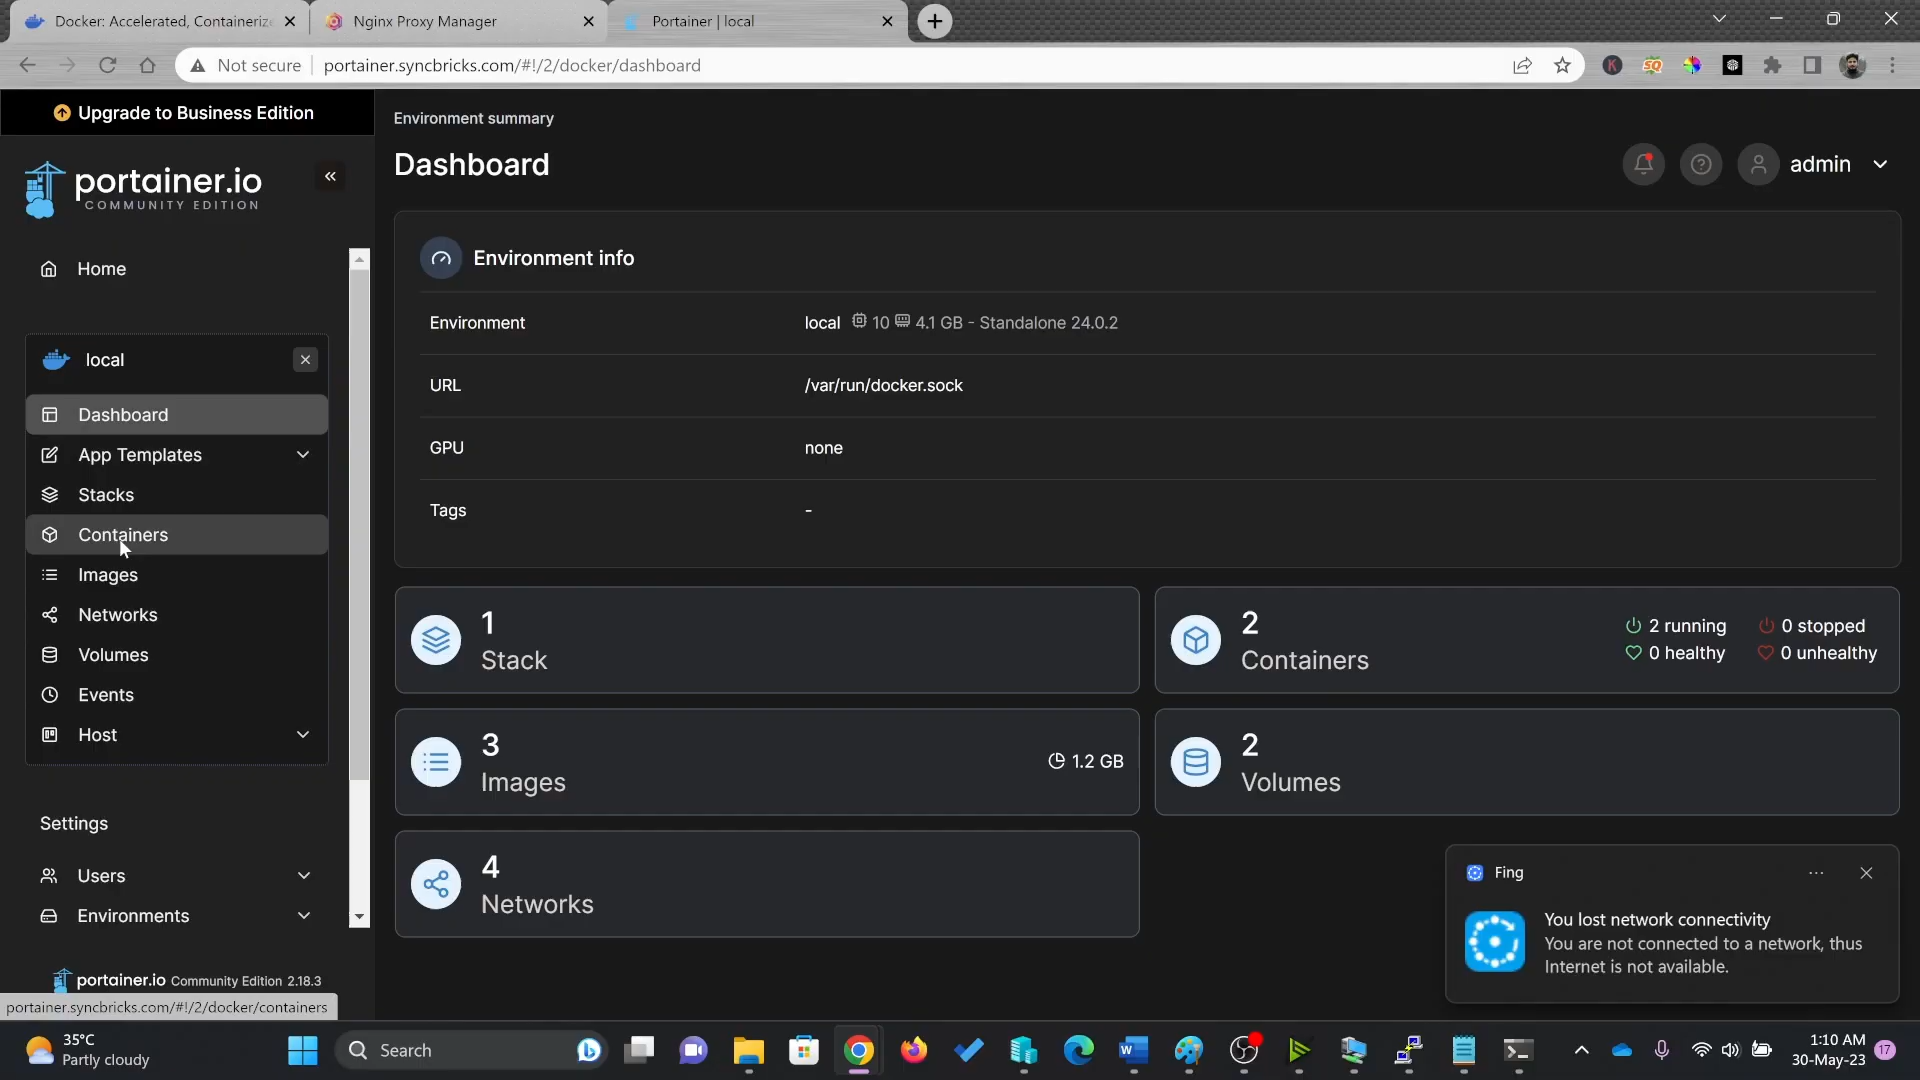 Docker: Accelerated, Containeriz
Nginx Proxy Manager
Portainer | local
Not secure
portainer.syncbricks.com/#!/2/docker/dashboard
Upgrade to Business Edition
portainer.io
COMMUNITY EDITION
Home
local
Dashboard
App Templates
Stacks
Containers
Images
Networks
Volumes
Events
Host
Settings
Users
Environments
portainer.io Community Edition 2.18.3
portainer.syncbricks.com/#!/2/docker/containers
Environment summary
Dashboard
admin
Environment info
Environment local 10 4.1 GB - Standalone 24.0.2
URL /var/run/docker.sock
GPU none
Tags -
1
Stack
2
Containers
2 running 0 stopped
0 healthy 0 unhealthy
3
Images
1.2 GB
2
Volumes
4
Networks
Fing
You lost network connectivity
You are not connected to a network, thus
Internet is not available.
35°C
Partly cloudy
Search
1:10 AM
30-May-23
17